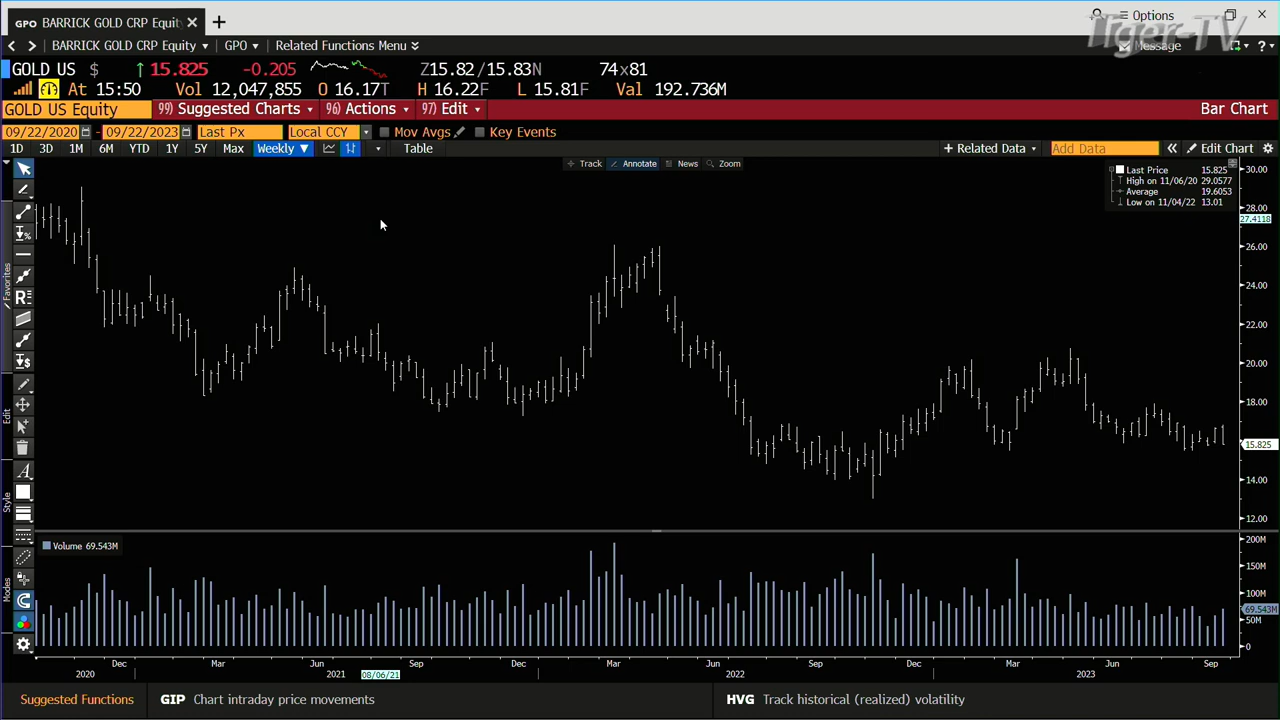 GPO BARRICK GOLD CRP Equity × +
Options
Tiger-TV
< > BARRICK GOLD CRP Equity GPO Related Functions Menu
Message ?
GOLD US $ ↑ 15.825 -0.205 Z15.82/15.83N 74x81
At 15:50 Vol 12,047,855 O 16.17T H 16.22F L 15.81F Val 192.736M
GOLD US Equity 99) Suggested Charts 96) Actions 97) Edit Bar Chart
09/22/2020 - 09/22/2023 Last Px Local CCY Mov Avgs Key Events
1D 3D 1M 6M YTD 1Y 5Y Max Weekly ▼ Table + Related Data Add Data « Edit Chart
Track Annotate News Zoom
Last Price 15.825
High on 11/06/20 29.0577
Average 19.6053
Low on 11/04/22 13.01
30.00
28.00
27.4118
26.00
24.00
22.00
20.00
18.00
15.825
14.00
12.00
Favorites
Edit
Style
Modes
Volume 69.543M
200M
150M
100M
69.543M
50M
0
Dec Mar Jun Sep Dec Mar Jun Sep Dec Mar Jun Sep
2020 2021 08/06/21 2022 2023
Suggested Functions GIP Chart intraday price movements HVG Track historical (realized) volatility